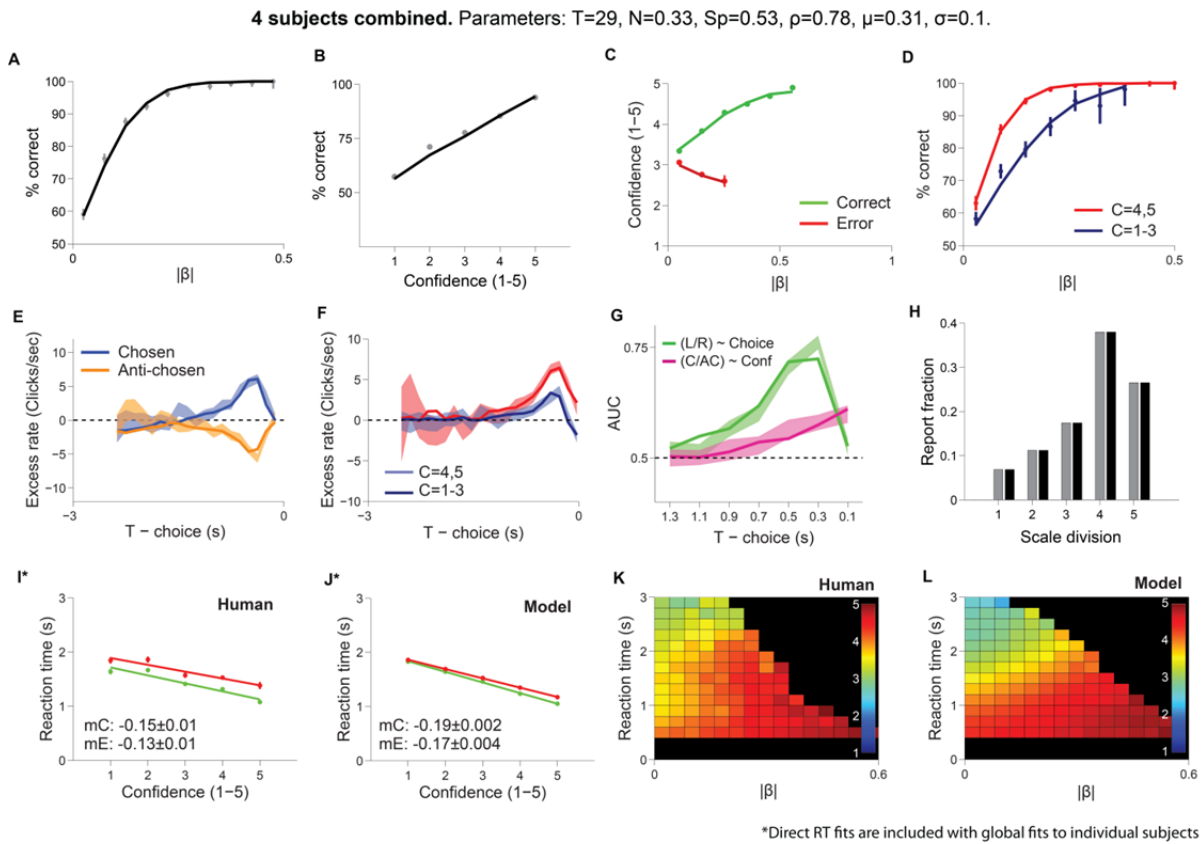 4 subjects combined. Parameters: T=29, N=0.33, Sp=0.53, ρ=0.78, μ=0.31, σ=0.1.
A
% correct
100
90
80
70
60
50
0
0.5
|β|
B
% correct
100
75
50
1 2 3 4 5
Confidence (1-5)
C
Confidence (1−5)
5
4
3
2
1
0
0.5
1
|β|
Correct
Error
D
% correct
100
90
80
70
60
50
0
0.5
|β|
C=4,5
C=1-3
E
Excess rate (Clicks/sec)
10
5
0
−5
−10
−3
0
T − choice (s)
Chosen
Anti-chosen
F
Excess rate (Clicks/sec)
10
5
0
−5
−10
−3
0
T − choice (s)
C=4,5
C=1-3
G
AUC
0.75
0.5
(L/R) ~ Choice
(C/AC) ~ Conf
1.3 1.1 0.9 0.7 0.5 0.3 0.1
T − choice (s)
H
Report fraction
0.4
0.3
0.2
0.1
0
1 2 3 4 5
Scale division
I*
Human
Reaction time (s)
3
2
1
0
mC: -0.15±0.01
mE: -0.13±0.01
1 2 3 4 5
Confidence (1−5)
J*
Model
Reaction time (s)
3
2
1
0
mC: -0.19±0.002
mE: -0.17±0.004
1 2 3 4 5
Confidence (1−5)
K
Human
Reaction time (s)
3
2
1
0
0
0.6
|β|
5
4
3
2
1
L
Model
Reaction time (s)
3
2
1
0
0
0.6
|β|
5
4
3
2
1
*Direct RT fits are included with global fits to individual subjects